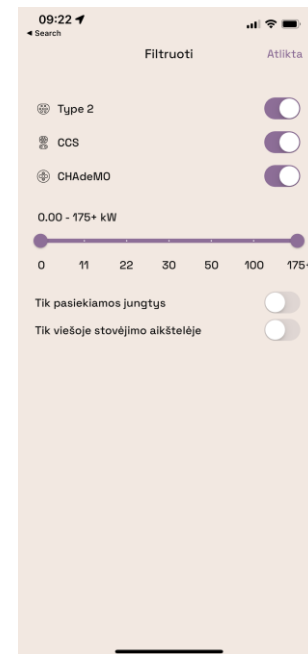 09:22
◀ Search
Filtruoti
Atlikta
Type 2
CCS
CHAdeMO
0.00 - 175+ kW
0 11 22 30 50 100 175+
Tik pasiekiamos jungtys
Tik viešoje stovėjimo aikštelėje